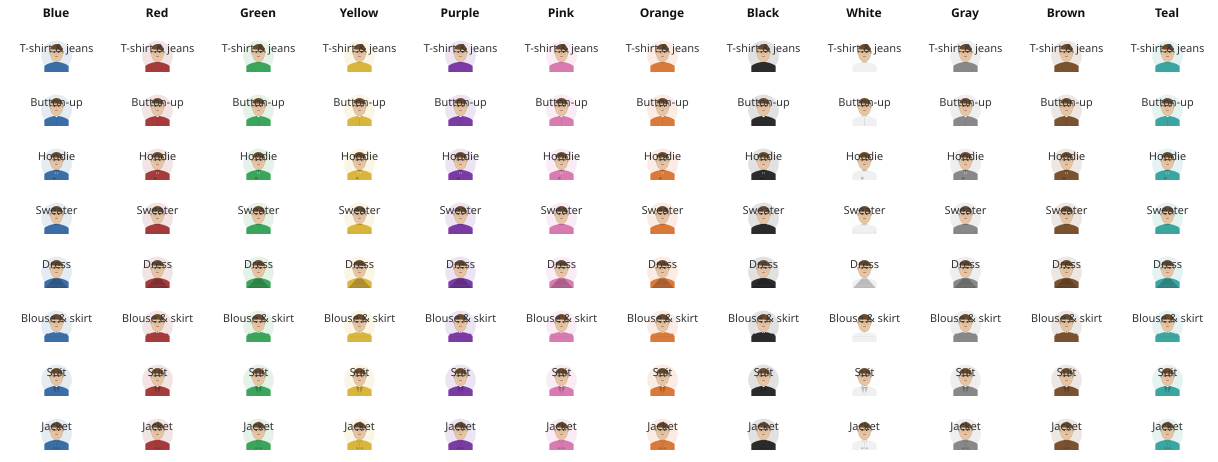 Blue Red Green Yellow Purple Pink Orange Black White Gray Brown Teal
T-shirt & jeans T-shirt & jeans T-shirt & jeans T-shirt & jeans T-shirt & jeans T-shirt & jeans T-shirt & jeans T-shirt & jeans T-shirt & jeans T-shirt & jeans T-shirt & jeans T-shirt & jeans
Button-up Button-up Button-up Button-up Button-up Button-up Button-up Button-up Button-up Button-up Button-up Button-up
Hoodie Hoodie Hoodie Hoodie Hoodie Hoodie Hoodie Hoodie Hoodie Hoodie Hoodie Hoodie
Sweater Sweater Sweater Sweater Sweater Sweater Sweater Sweater Sweater Sweater Sweater Sweater
Dress Dress Dress Dress Dress Dress Dress Dress Dress Dress Dress Dress
Blouse & skirt Blouse & skirt Blouse & skirt Blouse & skirt Blouse & skirt Blouse & skirt Blouse & skirt Blouse & skirt Blouse & skirt Blouse & skirt Blouse & skirt Blouse & skirt
Suit Suit Suit Suit Suit Suit Suit Suit Suit Suit Suit Suit
Jacket Jacket Jacket Jacket Jacket Jacket Jacket Jacket Jacket Jacket Jacket Jacket